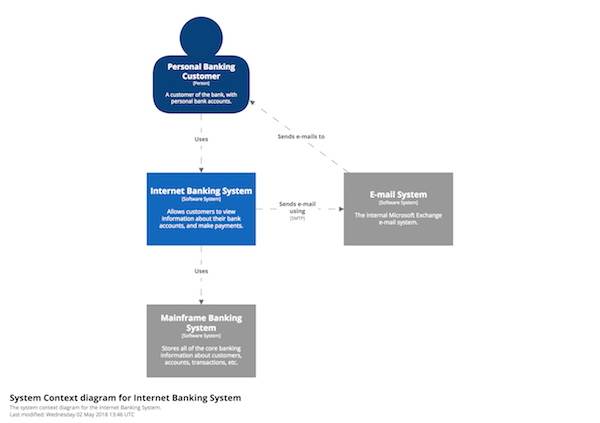 Personal Banking
Customer
[Person]
A customer of the bank, with
personal bank accounts.
Sends e-mails to
Uses
Internet Banking System
[Software System]
Allows customers to view
information about their bank
accounts, and make payments.
Sends e-mail
using
[SMTP]
E-mail System
[Software System]
The internal Microsoft Exchange
e-mail system.
Uses
Mainframe Banking
System
[Software System]
Stores all of the core banking
information about customers,
accounts, transactions, etc.
System Context diagram for Internet Banking System
The system context diagram for the Internet Banking System.
Last modified: Wednesday 02 May 2018 13:46 UTC